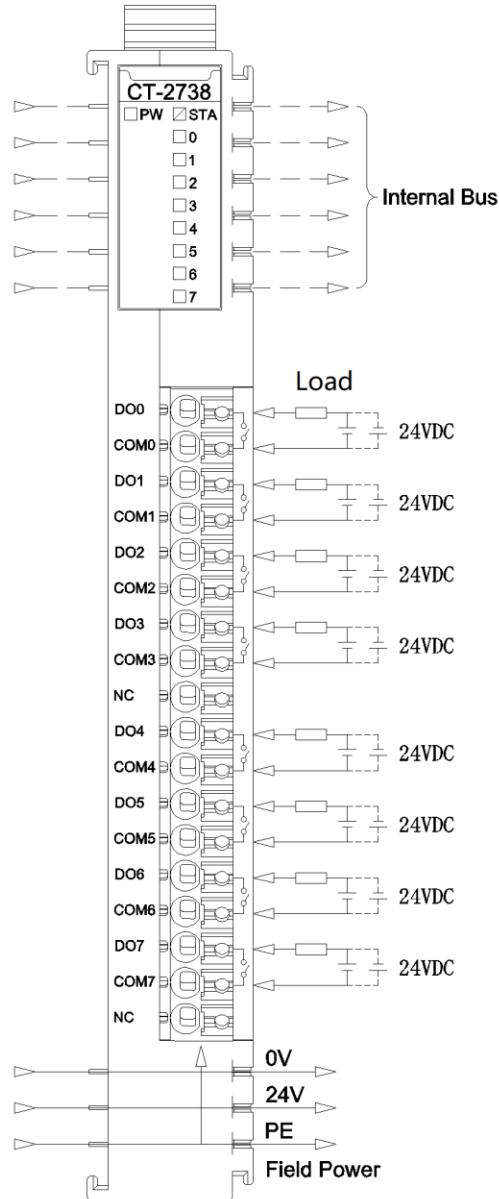 CT-2738
PW STA
0
1
2
3
4
5
6
7
Internal Bus
Load
DO0
COM0
24VDC
DO1
COM1
24VDC
DO2
COM2
24VDC
DO3
COM3
24VDC
NC
DO4
COM4
24VDC
DO5
COM5
24VDC
DO6
COM6
24VDC
DO7
COM7
24VDC
NC
0V
24V
PE
Field Power